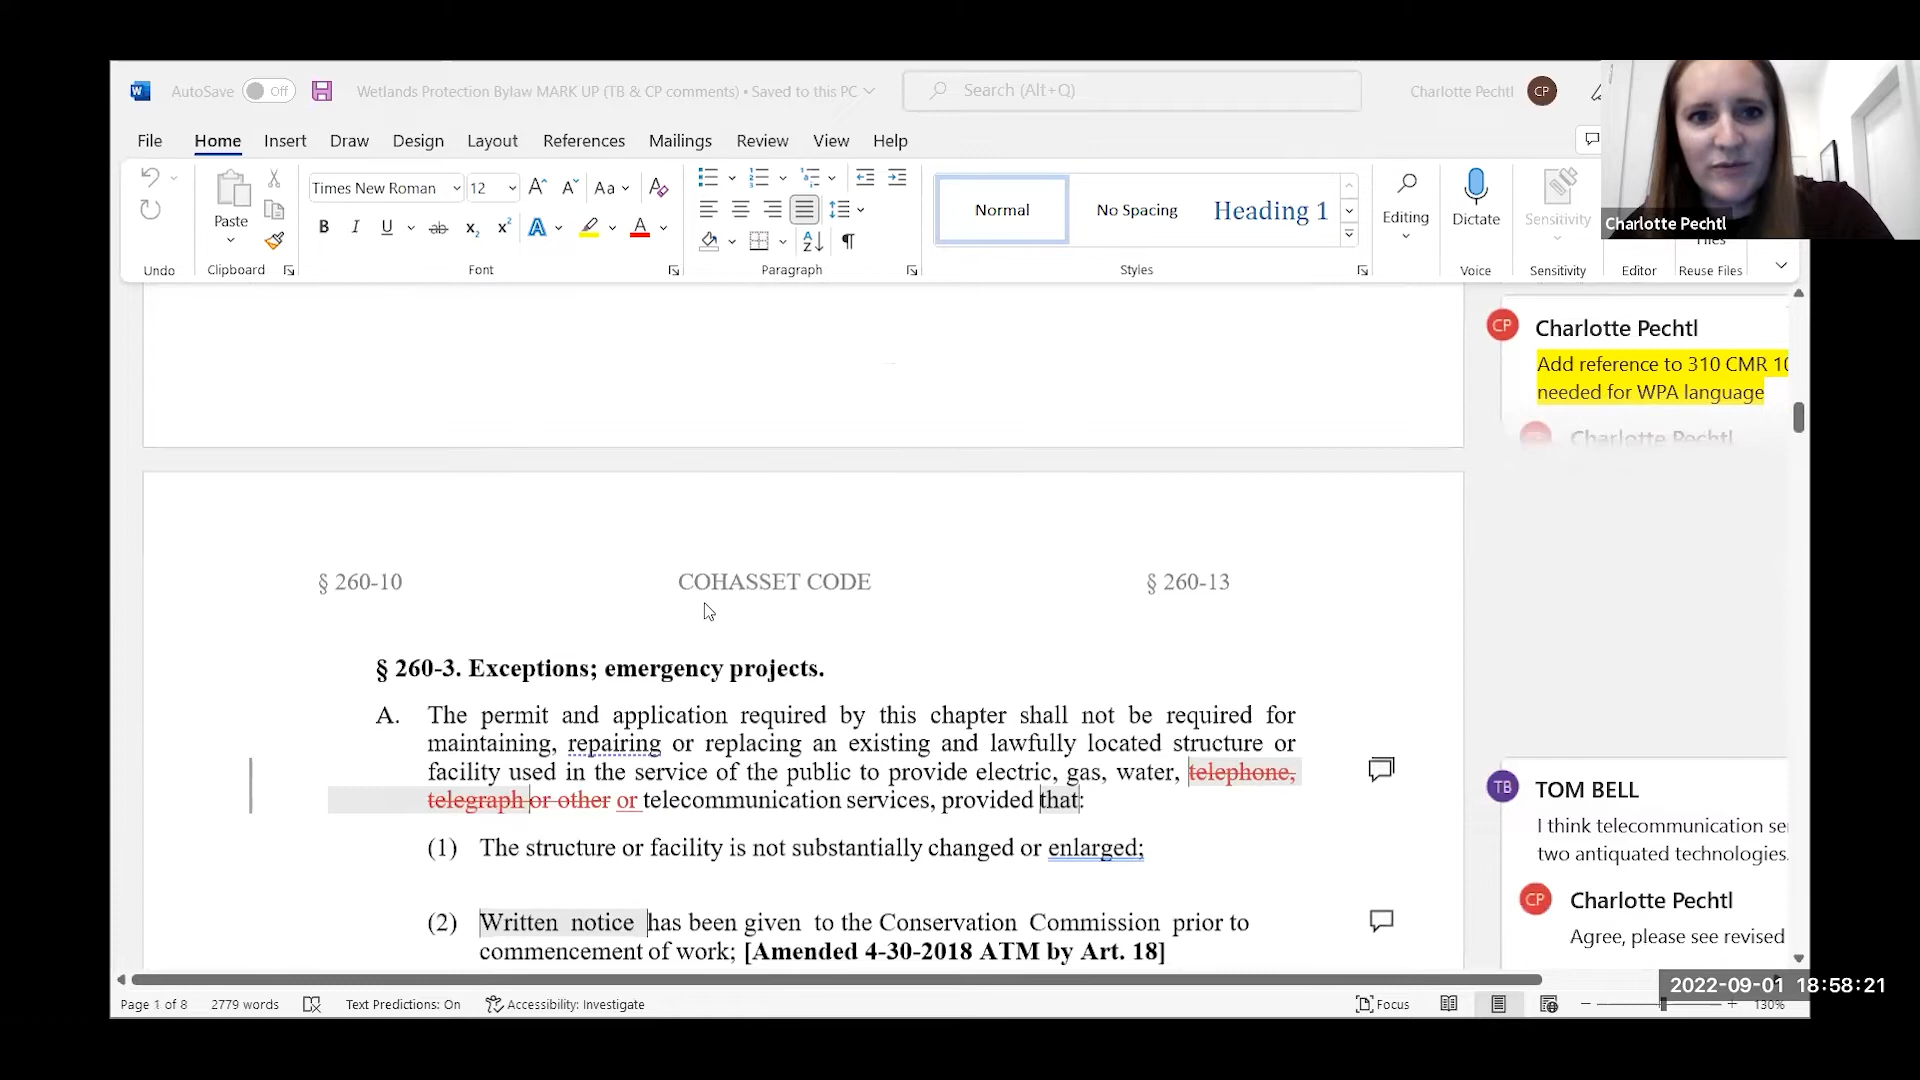 AutoSave Off Wetlands Protection Bylaw MARK UP (TB & CP comments) • Saved to this PC Search (Alt+Q) Charlotte Pechtl CP
File Home Insert Draw Design Layout References Mailings Review View Help
Paste Times New Roman 12 Aa Normal No Spacing Heading 1 Editing Dictate Sensitivity
Charlotte Pechtl
Undo Clipboard Font Paragraph Styles Voice Sensitivity Editor Reuse Files
CP Charlotte Pechtl
Add reference to 310 CMR 10
needed for WPA language
Charlotte Pechtl
§ 260-10 COHASSET CODE § 260-13
§ 260-3. Exceptions; emergency projects.
A. The permit and application required by this chapter shall not be required for
maintaining, repairing or replacing an existing and lawfully located structure or
facility used in the service of the public to provide electric, gas, water, telephone,
telegraph or other or telecommunication services, provided that:
(1) The structure or facility is not substantially changed or enlarged;
(2) Written notice has been given to the Conservation Commission prior to
commencement of work; [Amended 4-30-2018 ATM by Art. 18]
TB TOM BELL
I think telecommunication se
two antiquated technologies.
CP Charlotte Pechtl
Agree, please see revised
2022-09-01 18:58:21
Page 1 of 8 2779 words Text Predictions: On Accessibility: Investigate Focus 130%